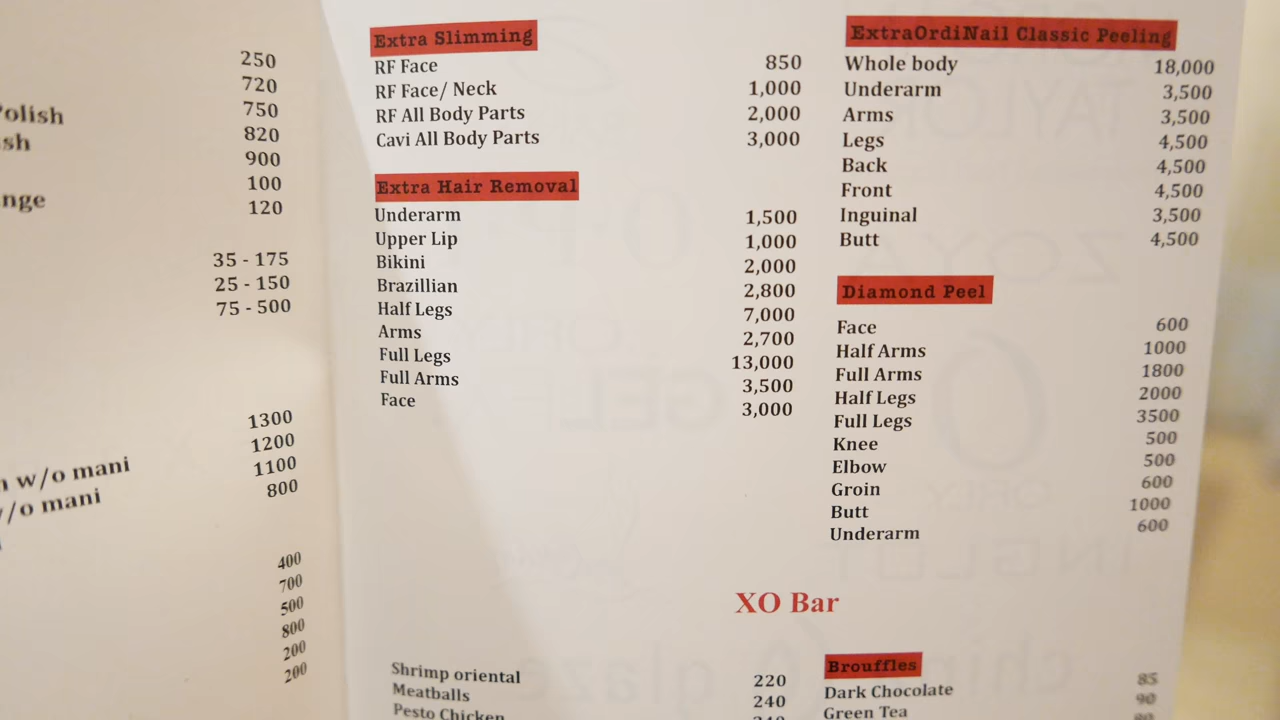 250
720
750
Polish 820
sh 900
100
nge 120
35 - 175
25 - 150
75 - 500
1300
1200
w/o mani 1100
/o mani 800
400
700
500
800
200
200
Extra Slimming
RF Face 850
RF Face/ Neck 1,000
RF All Body Parts 2,000
Cavi All Body Parts 3,000
Extra Hair Removal
Underarm 1,500
Upper Lip 1,000
Bikini 2,000
Brazillian 2,800
Half Legs 7,000
Arms 2,700
Full Legs 13,000
Full Arms 3,500
Face 3,000
ExtraOrdiNail Classic Peeling
Whole body 18,000
Underarm 3,500
Arms 3,500
Legs 4,500
Back 4,500
Front 4,500
Inguinal 3,500
Butt 4,500
Diamond Peel
Face 600
Half Arms 1000
Full Arms 1800
Half Legs 2000
Full Legs 3500
Knee 500
Elbow 500
Groin 600
Butt 1000
Underarm 600
XO Bar
Shrimp oriental 220
Meatballs 240
Pesto Chicken
Brouffles
Dark Chocolate 85
Green Tea 90